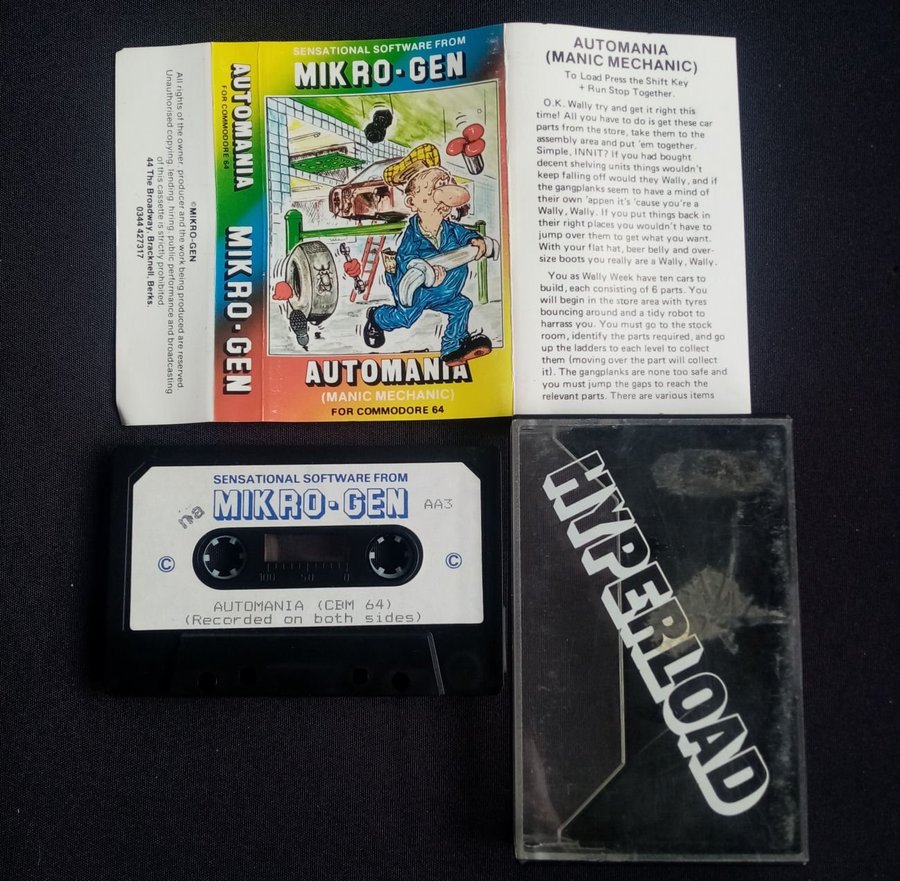 All rights of the owner, producer and the work being produced are reserved
Unauthorised copying, lending, hiring, public performance and broadcasting
of this cassette is strictly prohibited
©MIKRO-GEN
44 The Broadway, Bracknell, Berks.
0344 427317
AUTOMANIA MIKRO-GEN
FOR COMMODORE 64
SENSATIONAL SOFTWARE FROM
MIKRO-GEN
AUTOMANIA
(MANIC MECHANIC)
FOR COMMODORE 64
AUTOMANIA
(MANIC MECHANIC)
To Load Press the Shift Key
+ Run Stop Together.
O.K. Wally try and get it right this
time! All you have to do is get these car
parts from the store, take them to the
assembly area and put 'em together.
Simple, INNIT? If you had bought
decent shelving units things wouldn't
keep falling off would they Wally, and if
the gangplanks seem to have a mind of
their own 'appen it's 'cause you're a
Wally, Wally. If you put things back in
their right places you wouldn't have to
jump over them to get what you want.
With your flat hat, beer belly and over-
size boots you really are a Wally, Wally.
You as Wally Week have ten cars to
build, each consisting of 6 parts. You
will begin in the store area with tyres
bouncing around and a tidy robot to
harrass you. You must go to the stock
room, identify the parts required, and go
up the ladders to each level to collect
them (moving over the part will collect
it). The gangplanks are none too safe and
you must jump the gaps to reach the
relevant parts. There are various items
SENSATIONAL SOFTWARE FROM
MIKRO-GEN
na
AA3
© ©
100 50 0
AUTOMANIA (CBM 64)
(Recorded on both sides)
HYPERLOAD